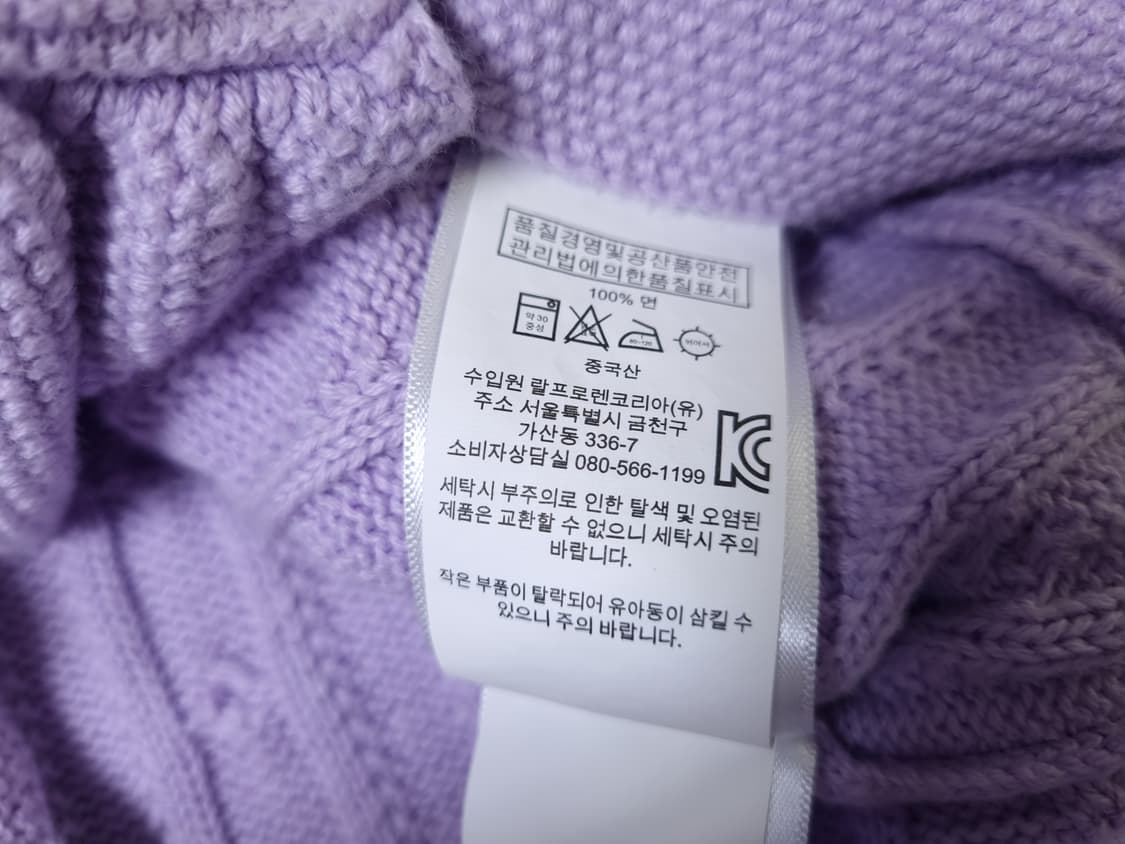 품질경영및공산품안전
관리법에의한품질표시
100% 면
약 30
중성
80~120
뉘어서
중국산
수입원 랄프로렌코리아(유)
주소 서울특별시 금천구
가산동 336-7
소비자상담실 080-566-1199
세탁시 부주의로 인한 탈색 및 오염된
제품은 교환할 수 없으니 세탁시 주의
바랍니다.
작은 부품이 탈락되어 유아동이 삼킬 수
있으니 주의 바랍니다.